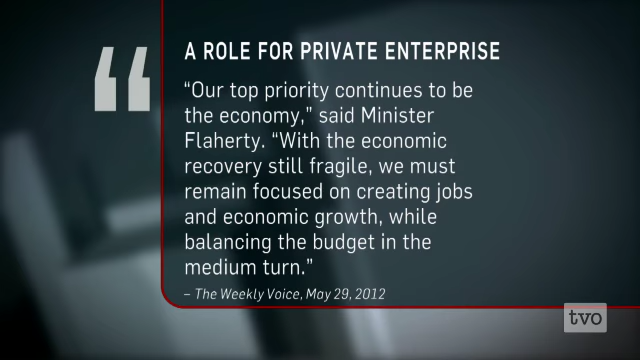 A ROLE FOR PRIVATE ENTERPRISE
“Our top priority continues to be
the economy,” said Minister
Flaherty. “With the economic
recovery still fragile, we must
remain focused on creating jobs
and economic growth, while
balancing the budget in the
medium turn.”
– The Weekly Voice, May 29, 2012
tvo